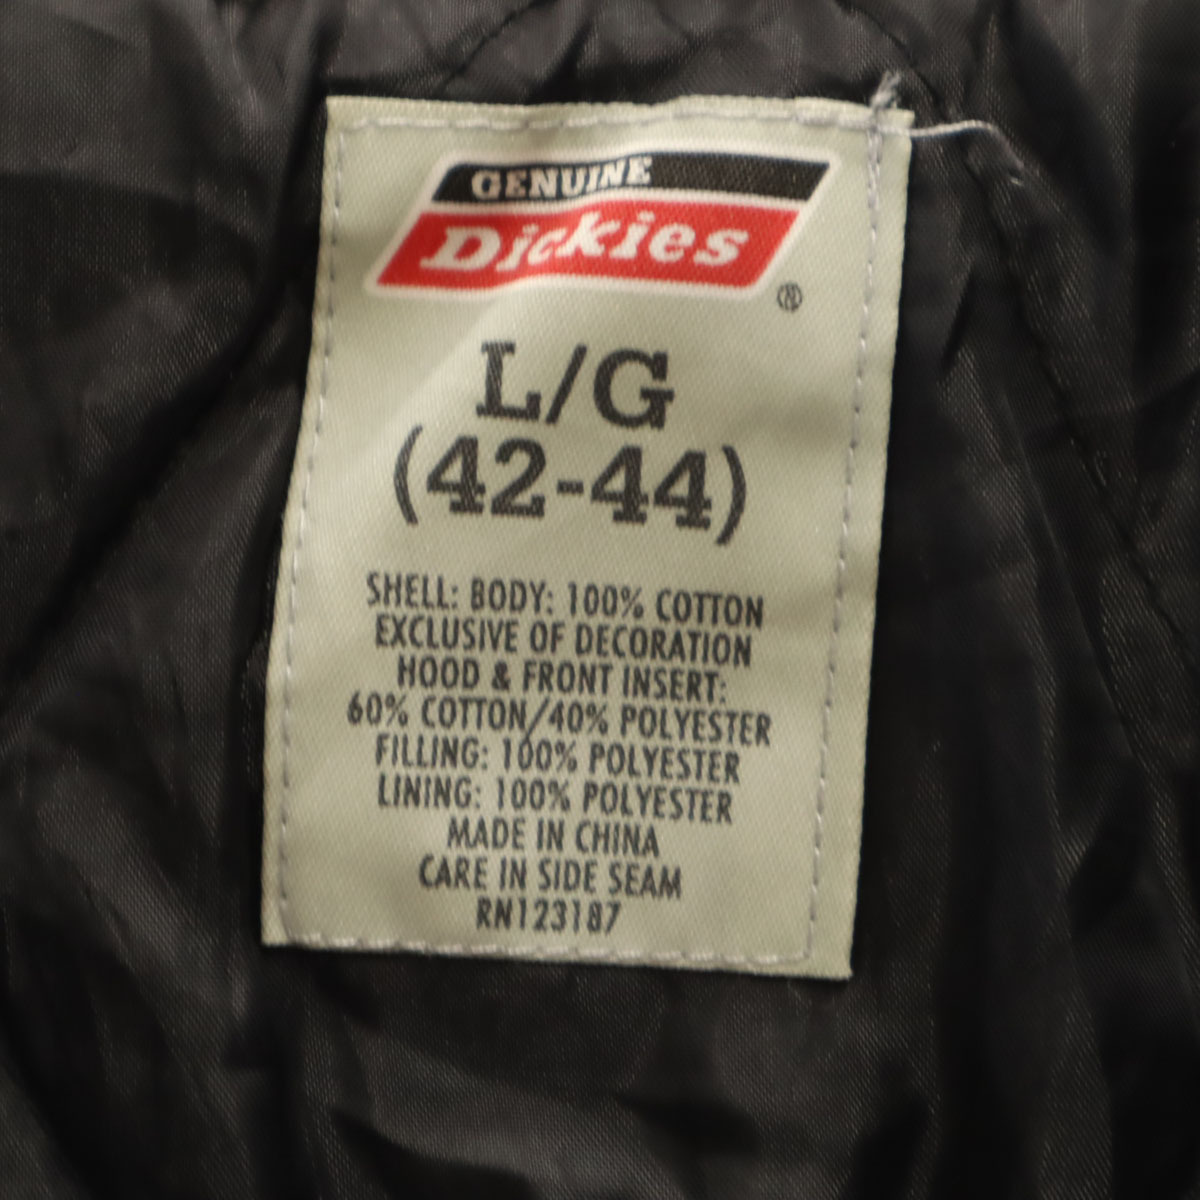 GENUINE
Dickies
®
L/G
(42-44)
SHELL: BODY: 100% COTTON
EXCLUSIVE OF DECORATION
HOOD & FRONT INSERT:
60% COTTON/40% POLYESTER
FILLING: 100% POLYESTER
LINING: 100% POLYESTER
MADE IN CHINA
CARE IN SIDE SEAM
RN123187